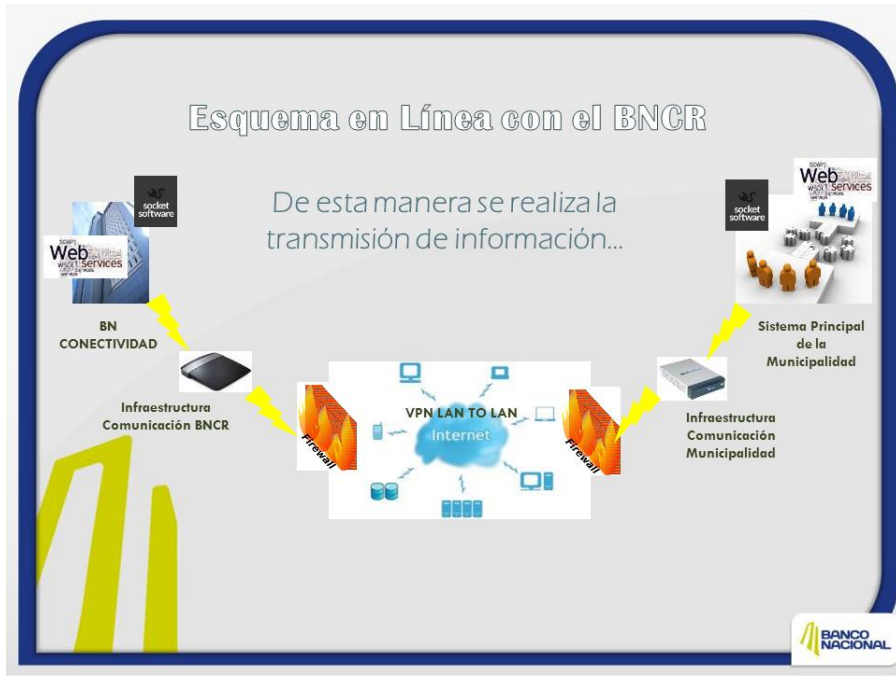 Esquema en Línea con el BNCR
De esta manera se realiza la
transmisión de información...
socket
software
SOAP
Web
Services
BN
CONECTIVIDAD
Infraestructura
Comunicación BNCR
Firewall
VPN LAN TO LAN
Internet
Firewall
Infraestructura
Comunicación
Municipalidad
socket
software
SOAP
Web
Services
Sistema Principal
de la
Municipalidad
BANCO
NACIONAL